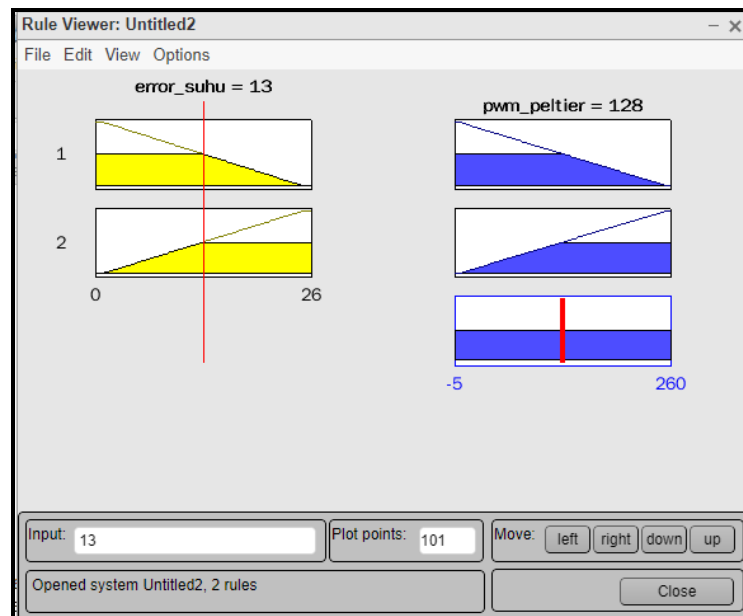 Rule Viewer: Untitled2
File Edit View Options
error_suhu = 13
pwm_peltier = 128
1
2
0 26
-5 260
Input: 13
Plot points: 101
Move: left right down up
Opened system Untitled2, 2 rules
Close